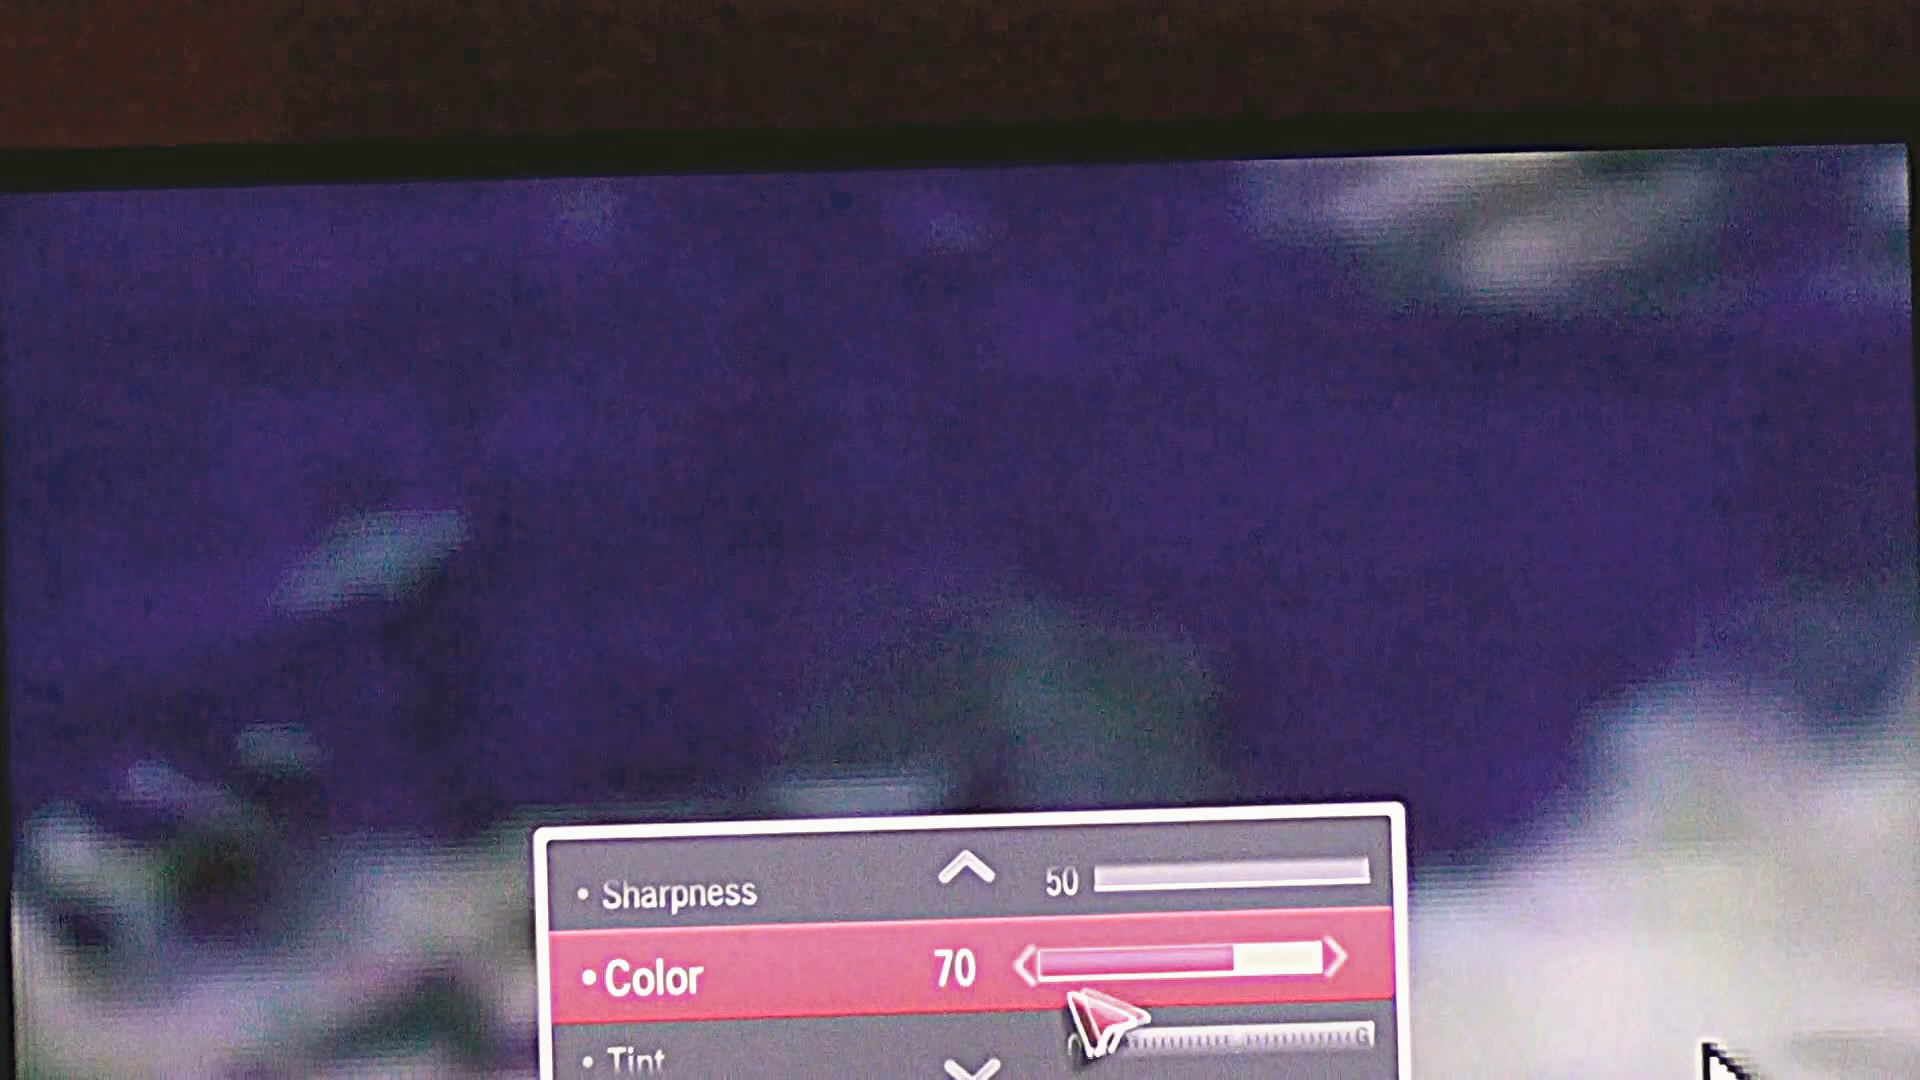 • Sharpness 50
• Color 70
• Tint G